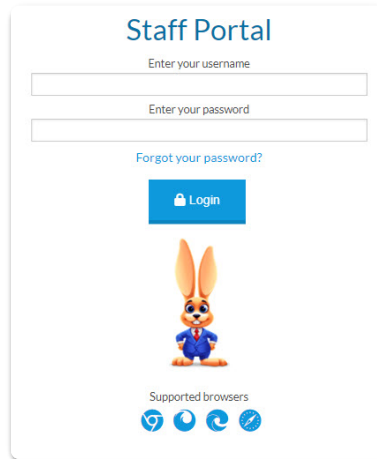 Staff Portal
Enter your username
Enter your password
Forgot your password?
Login
Supported browsers